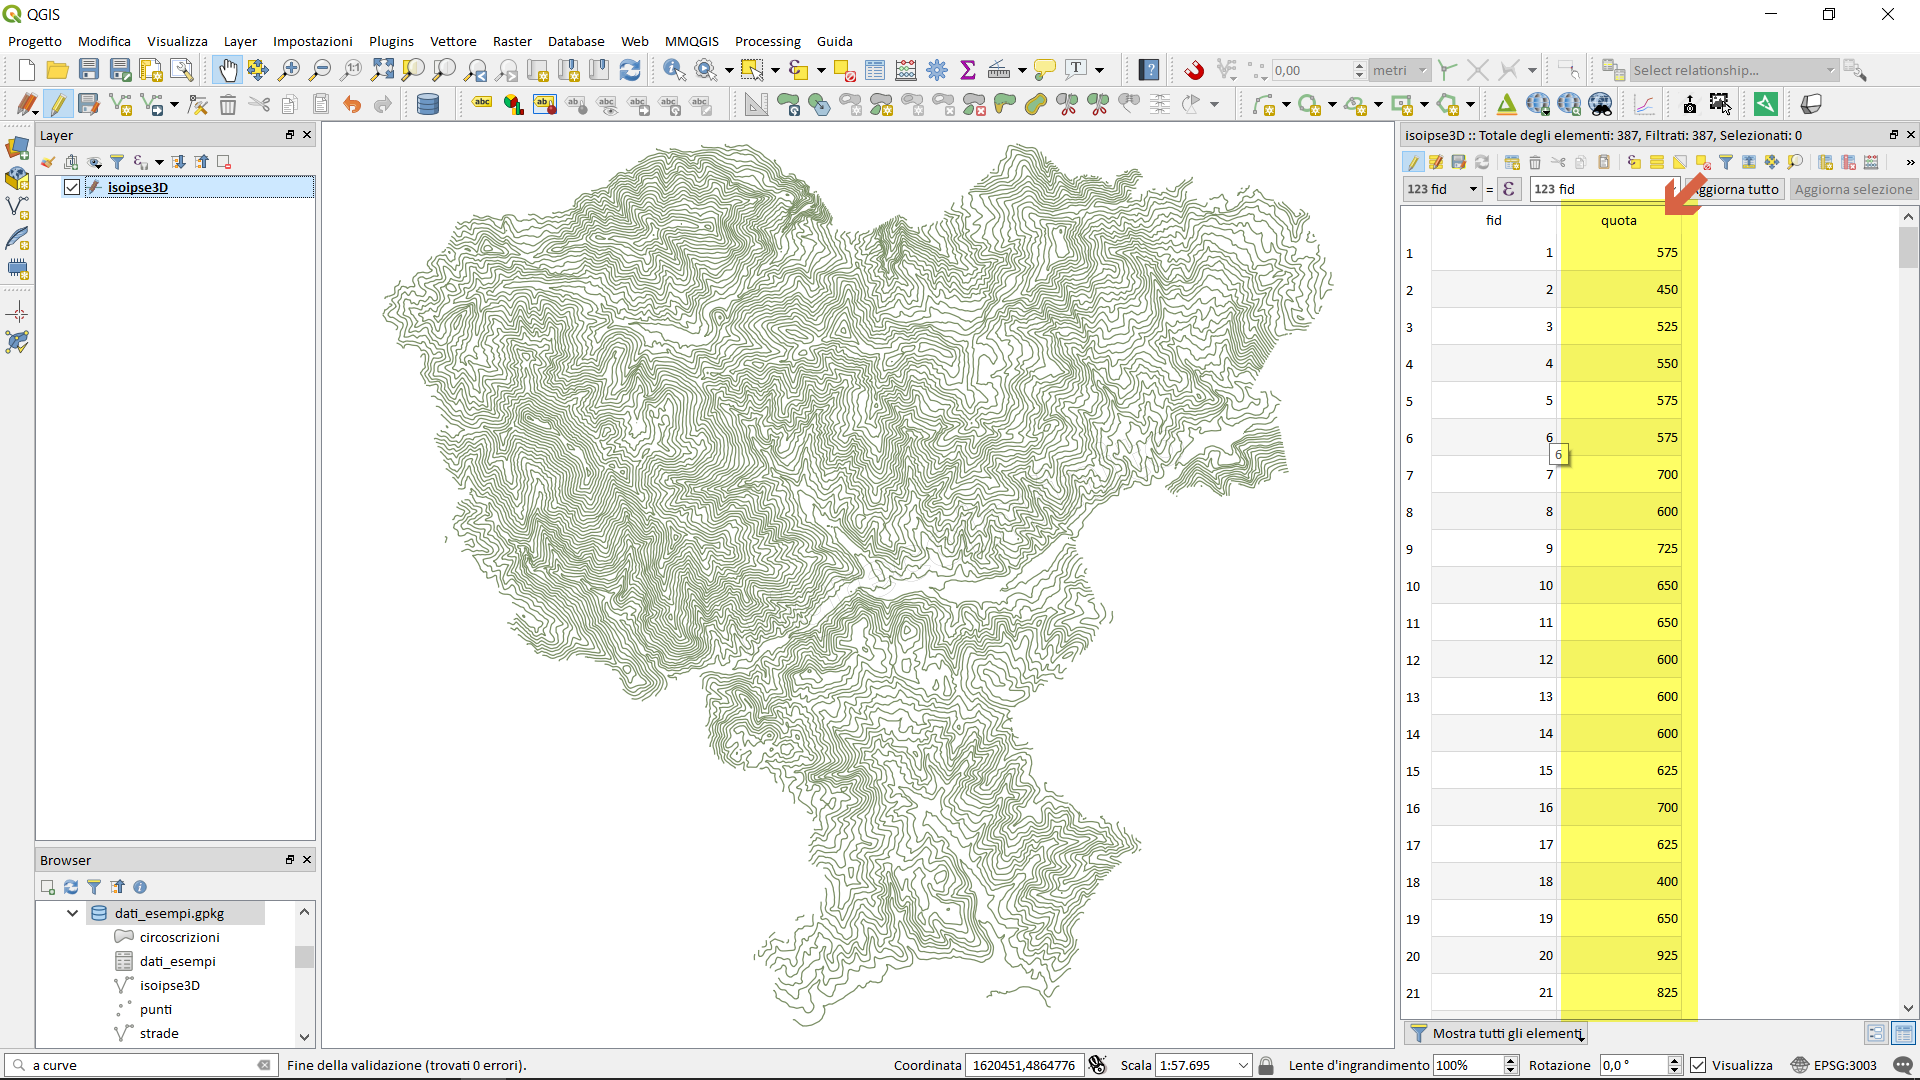 QGIS
Progetto Modifica Visualizza Layer Impostazioni Plugins Vettore Raster Database Web MMQGIS Processing Guida
0,00 metri Select relationship...
Layer
isoipse3D
Browser
dati_esempi.gpkg
circoscrizioni
dati_esempi
isoipse3D
punti
strade
isoipse3D :: Totale degli elementi: 387, Filtrati: 387, Selezionati: 0
123 fid = ε 123 fid ggiorna tutto Aggiorna selezione
fid quota
1 1 575
2 2 450
3 3 525
4 4 550
5 5 575
6 6 575
6
7 7 700
8 8 600
9 9 725
10 10 650
11 11 650
12 12 600
13 13 600
14 14 600
15 15 625
16 16 700
17 17 625
18 18 400
19 19 650
20 20 925
21 21 825
Mostra tutti gli elementi
a curve Fine della validazione (trovati 0 errori). Coordinata 1620451,4864776 Scala 1:57.695 Lente d'ingrandimento 100% Rotazione 0,0 ° Visualizza EPSG:3003